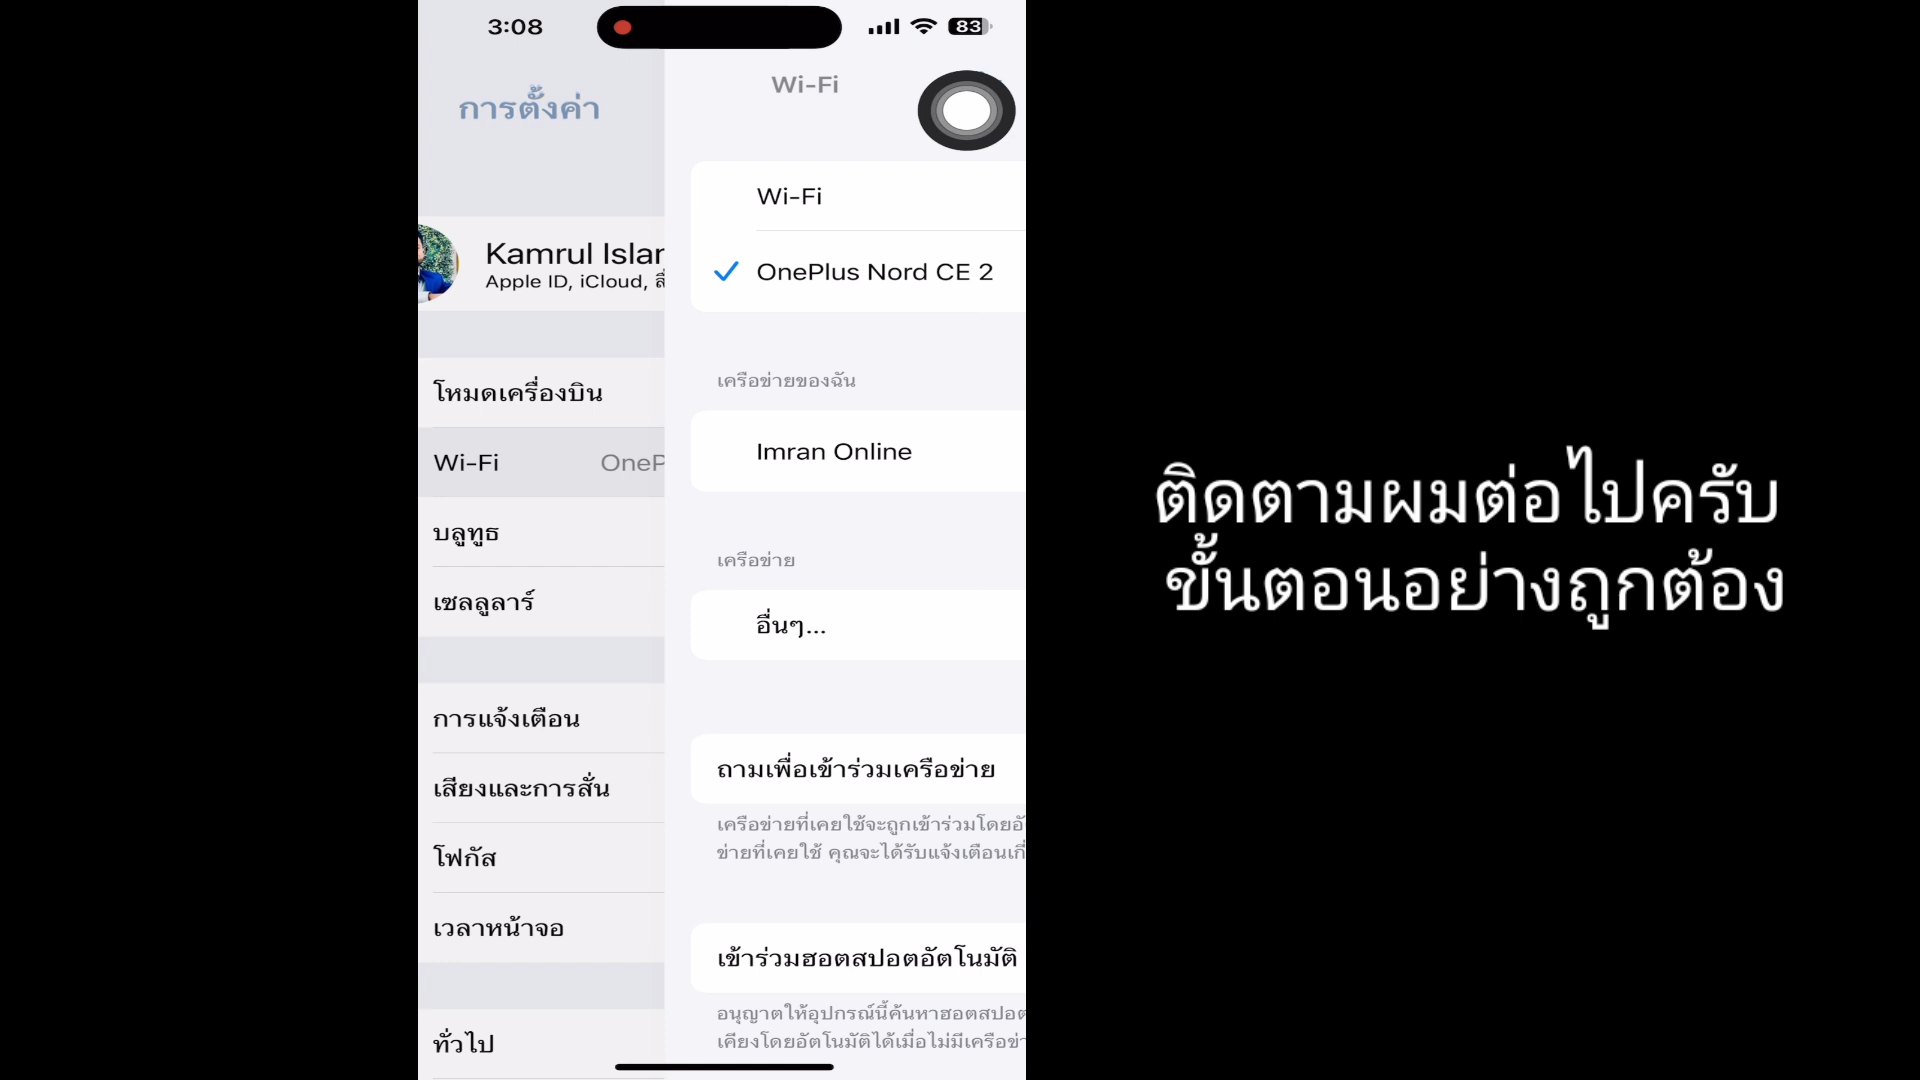 3:08
83
การตั้งค่า
Kamrul Islam
Apple ID, iCloud,
โหมดเครื่องบิน
Wi-Fi OneP
บลูทูธ
เซลลูลาร์
การแจ้งเตือน
เสียงและการสั่น
โฟกัส
เวลาหน้าจอ
ทั่วไป
Wi-Fi
Wi-Fi
OnePlus Nord CE 2
เครือข่ายของฉัน
Imran Online
เครือข่าย
อื่นๆ...
ถามเพื่อเข้าร่วมเครือข่าย
เครือข่ายที่เคยใช้จะถูกเข้าร่วมโดยอั
ข่ายที่เคยใช้ คุณจะได้รับแจ้งเตือนเกี่
เข้าร่วมฮอตสปอตอัตโนมัติ
อนุญาตให้อุปกรณ์นี้ค้นหาฮอตสปอต
เคียงโดยอัตโนมัติได้เมื่อไม่มีเครือข่า
ติดตามผมต่อไปครับ
ขั้นตอนอย่างถูกต้อง